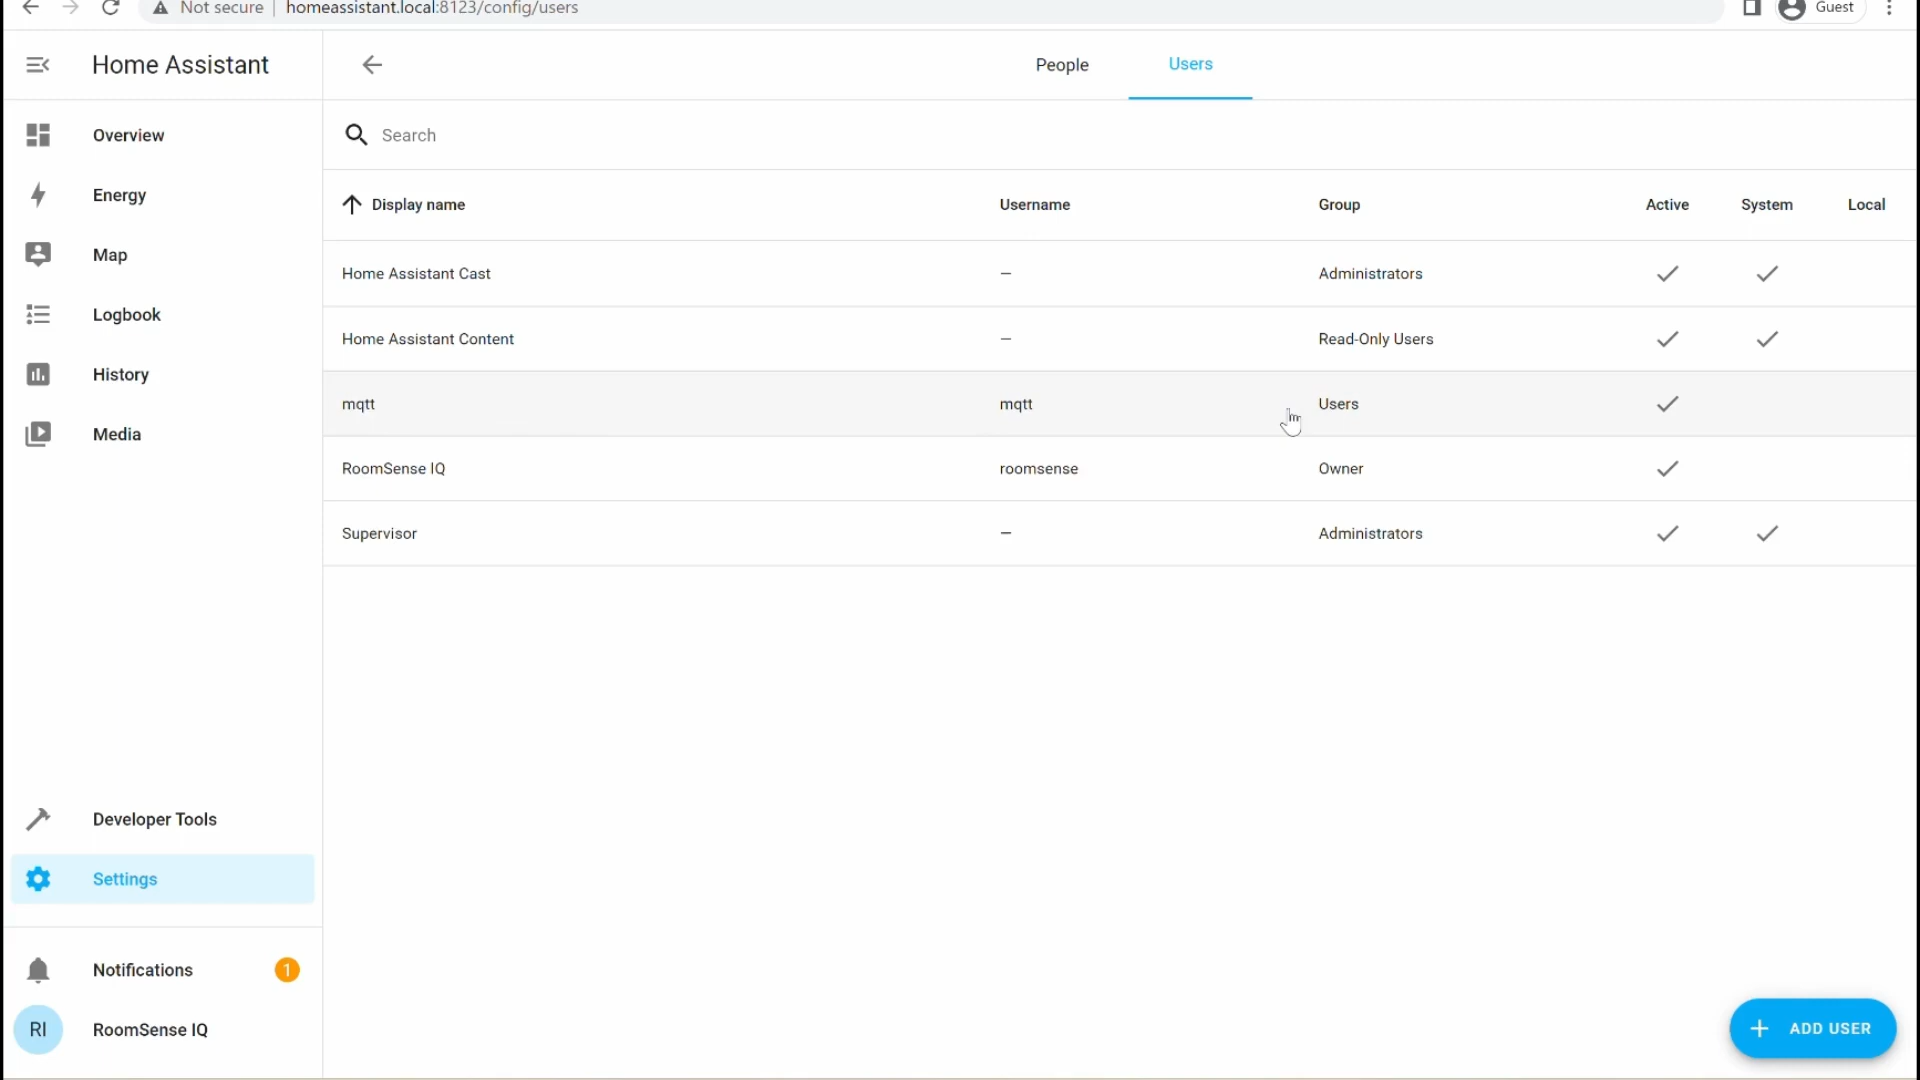 Not secure homeassistant.local:8123/config/users Guest
Home Assistant People Users
Overview
Energy
Map
Logbook
History
Media
Developer Tools
Settings
Notifications 1
RI RoomSense IQ
Search
Display name Username Group Active System Local
Home Assistant Cast – Administrators
Home Assistant Content – Read-Only Users
mqtt mqtt Users
RoomSense IQ roomsense Owner
Supervisor – Administrators
ADD USER